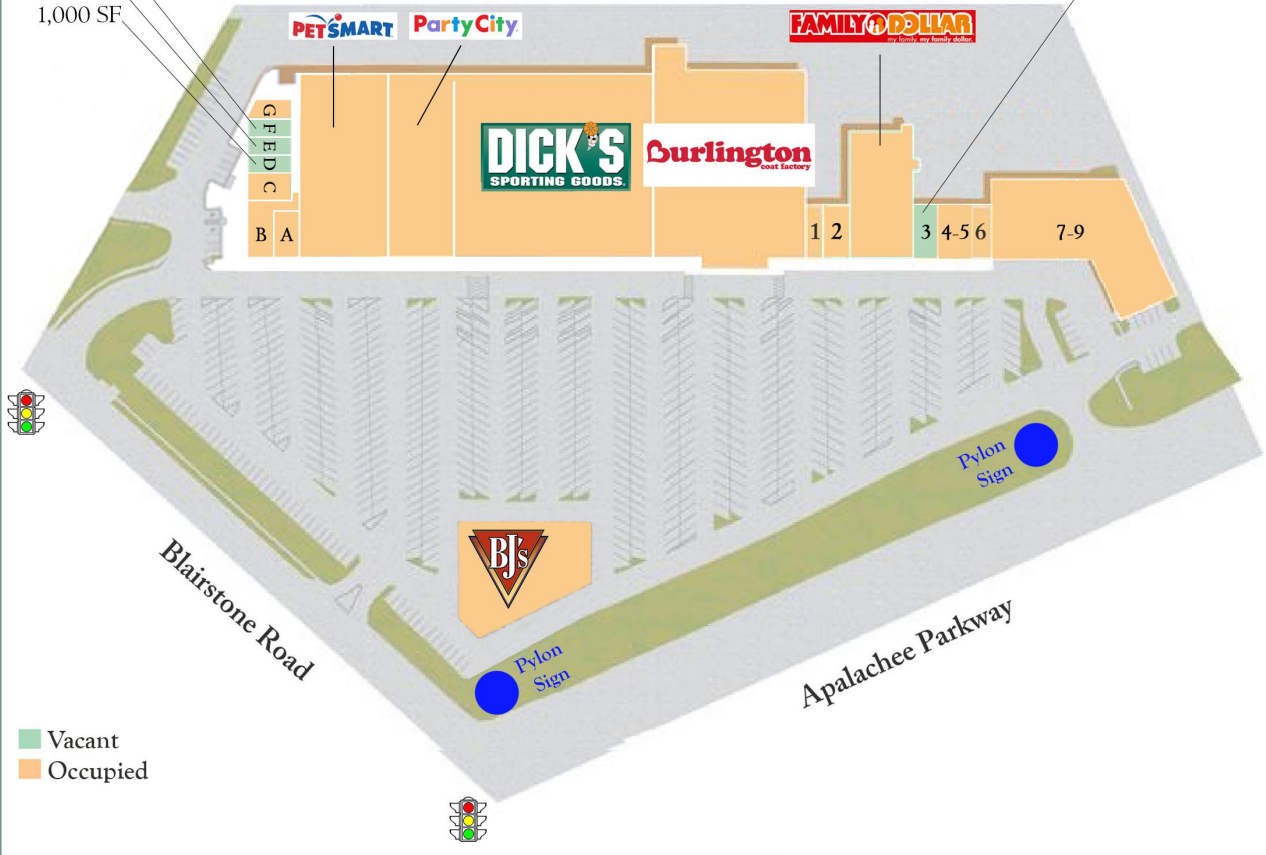 1,000 SF
PETSMART
Party City
FAMILY DOLLAR
my family. my family dollar.
DICK'S
SPORTING GOODS
Burlington
coat factory
G
F
E
D
C
B
A
1
2
3
4-5
6
7-9
Pylon
Sign
BJ's
Blairstone Road
Apalachee Parkway
Pylon
Sign
Vacant
Occupied